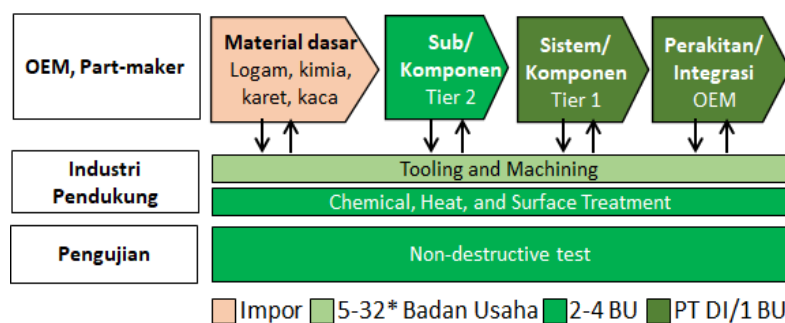 OEM, Part-maker
Material dasar
Logam, kimia,
karet, kaca
Sub/
Komponen
Tier 2
Sistem/
Komponen
Tier 1
Perakitan/
Integrasi
OEM
Industri
Pendukung
Tooling and Machining
Chemical, Heat, and Surface Treatment
Pengujian
Non-destructive test
Impor 5-32* Badan Usaha 2-4 BU PT DI/1 BU